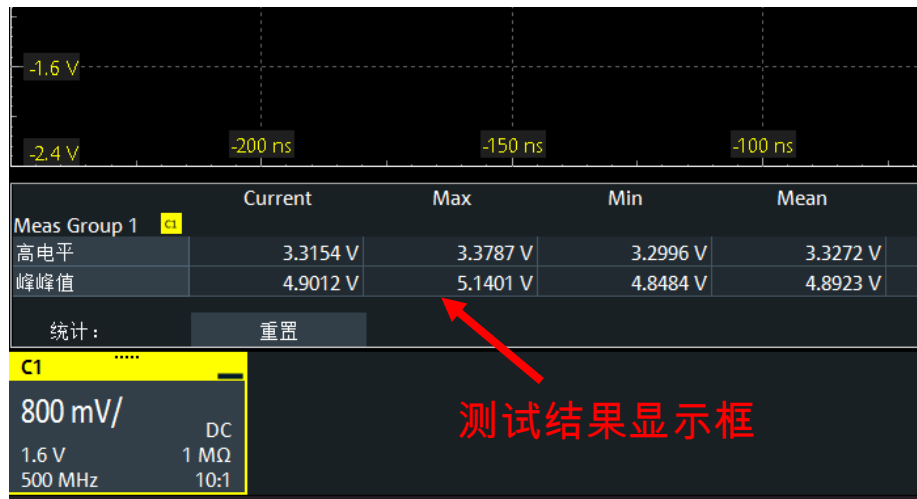 -1.6 V
-2.4 V
-200 ns
-150 ns
-100 ns
Current Max Min Mean
Meas Group 1 C1
高电平 3.3154 V 3.3787 V 3.2996 V 3.3272 V
峰峰值 4.9012 V 5.1401 V 4.8484 V 4.8923 V
统计： 重置
C1
800 mV/
DC
1.6 V 1 MΩ
500 MHz 10:1
测试结果显示框